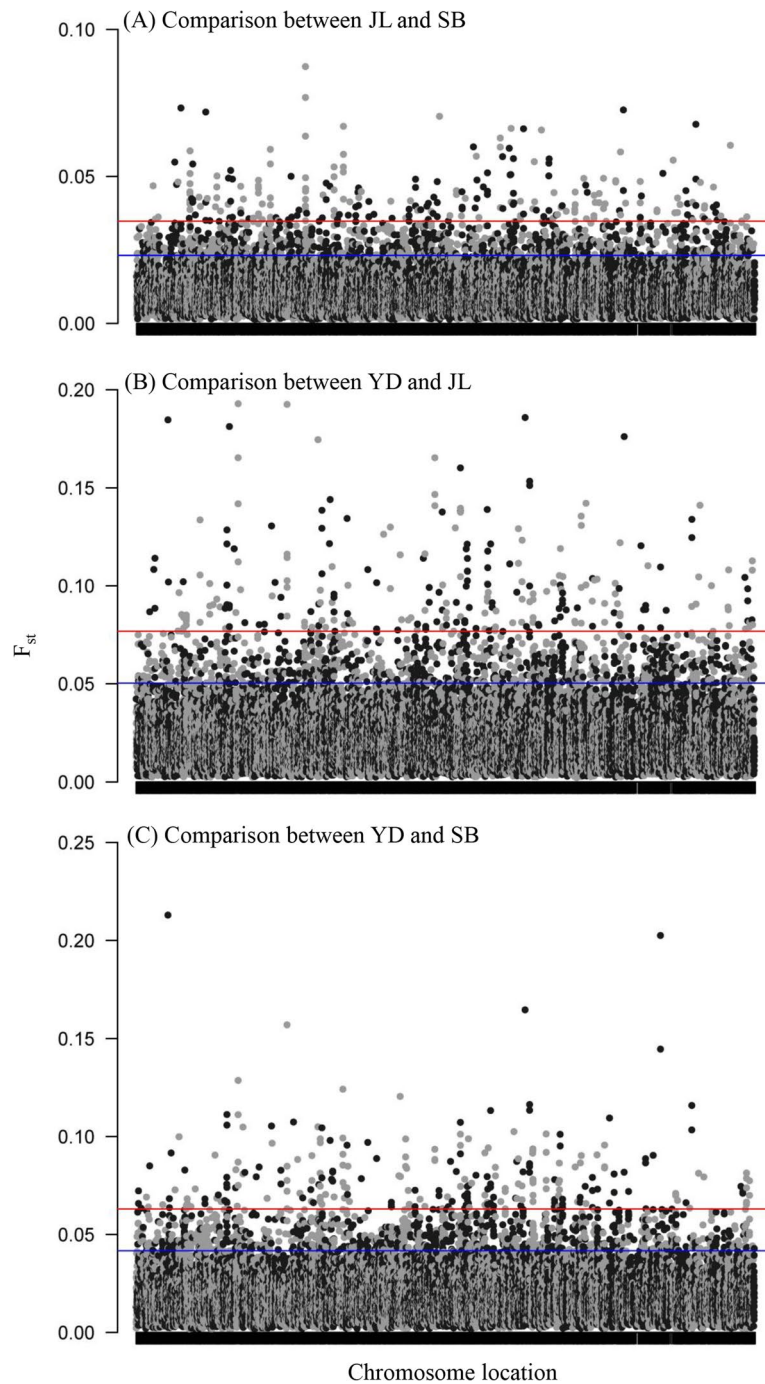 (A) Comparison between JL and SB
0.10
0.05
0.00
(B) Comparison between YD and JL
0.20
0.15
0.10
0.05
0.00
Fst
(C) Comparison between YD and SB
0.25
0.20
0.15
0.10
0.05
0.00
Chromosome location